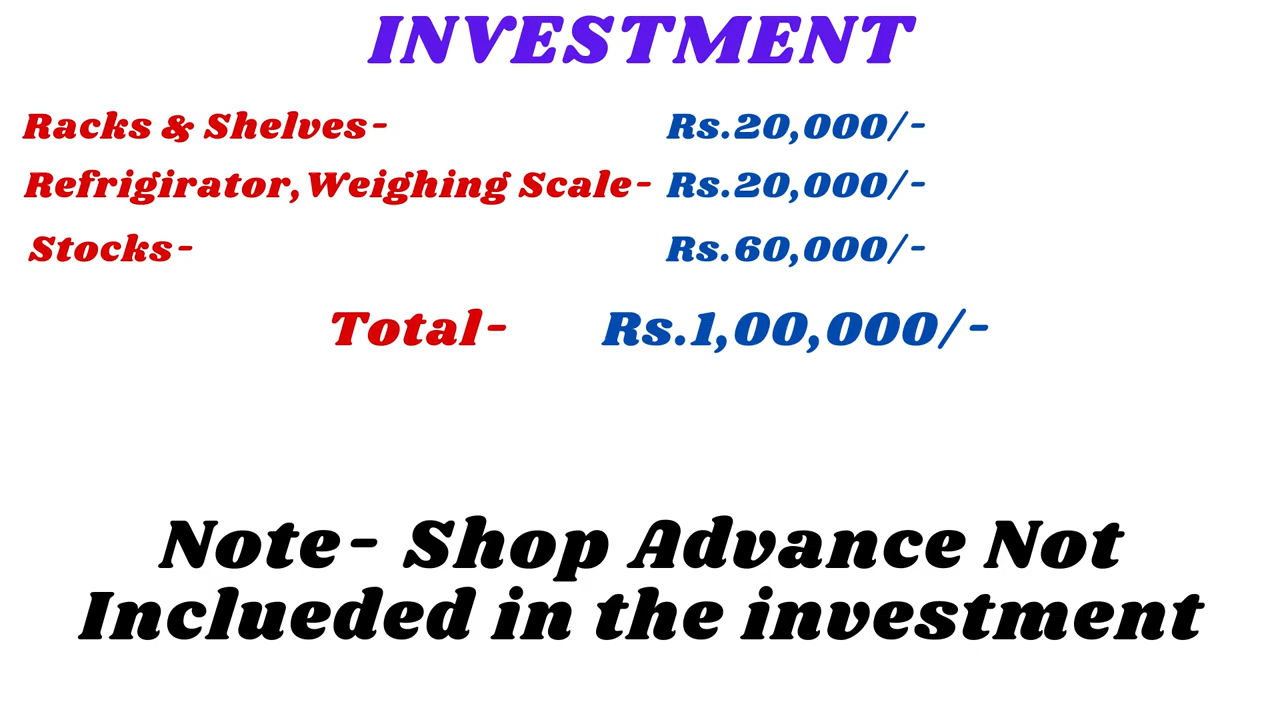 INVESTMENT
Racks & Shelves- Rs.20,000/-
Refrigirator,Weighing Scale- Rs.20,000/-
Stocks- Rs.60,000/-
Total- Rs.1,00,000/-
Note- Shop Advance Not
Inclueded in the investment